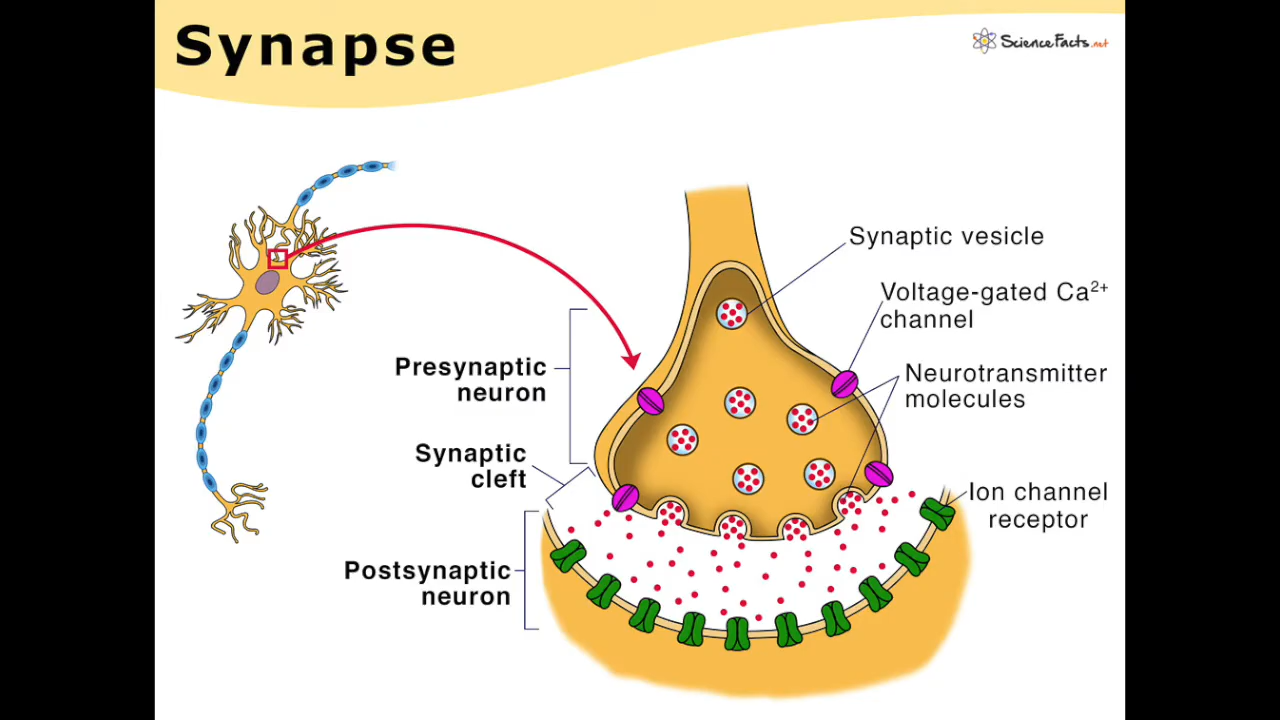 Synapse
ScienceFacts.net
Synaptic vesicle
Voltage-gated Ca²⁺
channel
Presynaptic
neuron
Neurotransmitter
molecules
Synaptic
cleft
Ion channel
receptor
Postsynaptic
neuron